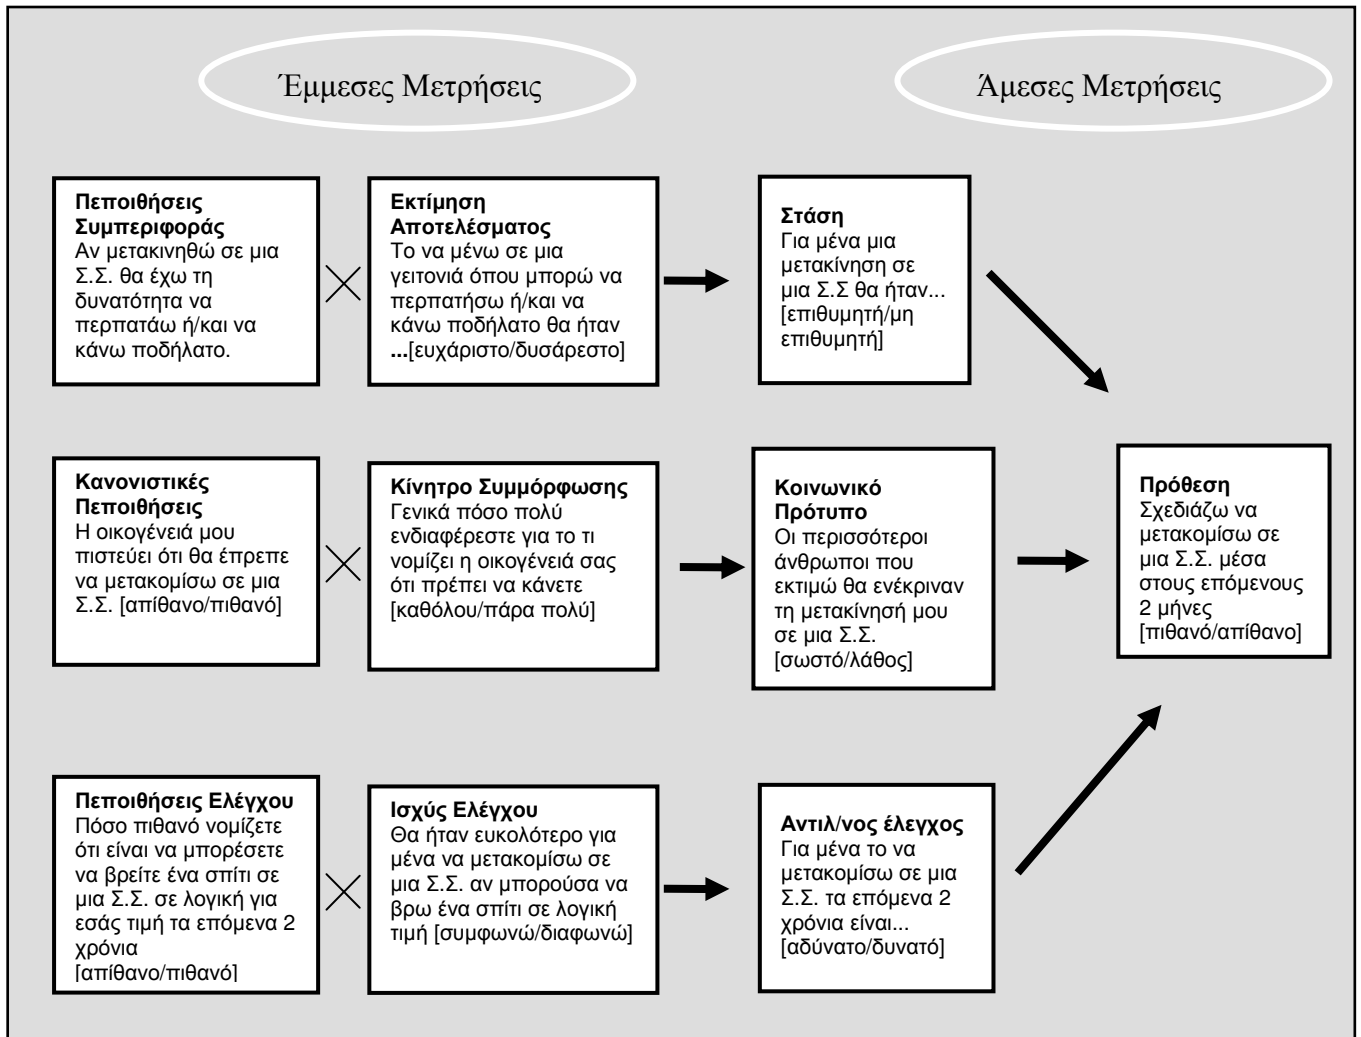 Έμμεσες Μετρήσεις
Άμεσες Μετρήσεις
Πεποιθήσεις
Συμπεριφοράς
Αν μετακινηθώ σε μια
Σ.Σ. θα έχω τη
δυνατότητα να
περπατάω ή/και να
κάνω ποδήλατο.
Εκτίμηση
Αποτελέσματος
Το να μένω σε μια
γειτονιά όπου μπορώ να
περπατήσω ή/και να
κάνω ποδήλατο θα ήταν
...[ευχάριστο/δυσάρεστο]
Στάση
Για μένα μια
μετακίνηση σε
μια Σ.Σ θα ήταν...
[επιθυμητή/μη
επιθυμητή]
Κανονιστικές
Πεποιθήσεις
Η οικογένειά μου
πιστεύει ότι θα έπρεπε
να μετακομίσω σε μια
Σ.Σ. [απίθανο/πιθανό]
Κίνητρο Συμμόρφωσης
Γενικά πόσο πολύ
ενδιαφέρεστε για το τι
νομίζει η οικογένειά σας
ότι πρέπει να κάνετε
[καθόλου/πάρα πολύ]
Κοινωνικό
Πρότυπο
Οι περισσότεροι
άνθρωποι που
εκτιμώ θα ενέκριναν
τη μετακίνησή μου
σε μια Σ.Σ.
[σωστό/λάθος]
Πρόθεση
Σχεδιάζω να
μετακομίσω σε
μια Σ.Σ. μέσα
στους επόμενους
2 μήνες
[πιθανό/απίθανο]
Πεποιθήσεις Ελέγχου
Πόσο πιθανό νομίζετε
ότι είναι να μπορέσετε
να βρείτε ένα σπίτι σε
μια Σ.Σ. σε λογική για
εσάς τιμή τα επόμενα 2
χρόνια
[απίθανο/πιθανό]
Ισχύς Ελέγχου
Θα ήταν ευκολότερο για
μένα να μετακομίσω σε
μια Σ.Σ. αν μπορούσα να
βρω ένα σπίτι σε λογική
τιμή [συμφωνώ/διαφωνώ]
Αντιλ/νος έλεγχος
Για μένα το να
μετακομίσω σε μια
Σ.Σ. τα επόμενα 2
χρόνια είναι...
[αδύνατο/δυνατό]